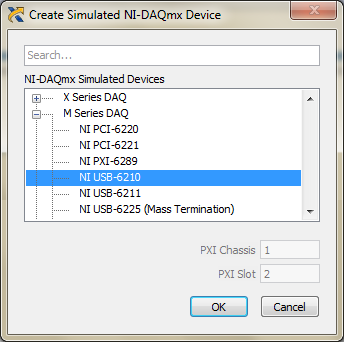 Create Simulated NI-DAQmx Device
Search...
NI-DAQmx Simulated Devices
X Series DAQ
M Series DAQ
NI PCI-6220
NI PCI-6221
NI PXI-6289
NI USB-6210
NI USB-6211
NI USB-6225 (Mass Termination)
PXI Chassis 1
PXI Slot 2
OK Cancel